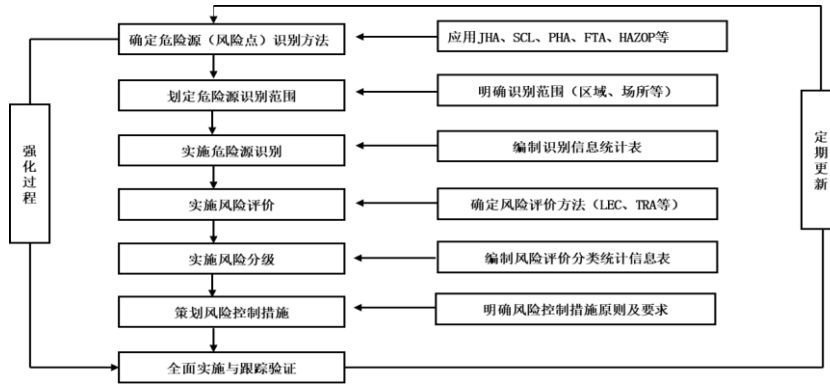 确定危险源（风险点）识别方法
应用JHA、SCL、PHA、FTA、HAZOP等
划定危险源识别范围
明确识别范围（区域、场所等）
实施危险源识别
编制识别信息统计表
实施风险评价
确定风险评价方法（LEC、TRA等）
实施风险分级
编制风险评价分类统计信息表
策划风险控制措施
明确风险控制措施原则及要求
全面实施与跟踪验证
强化过程
定期更新